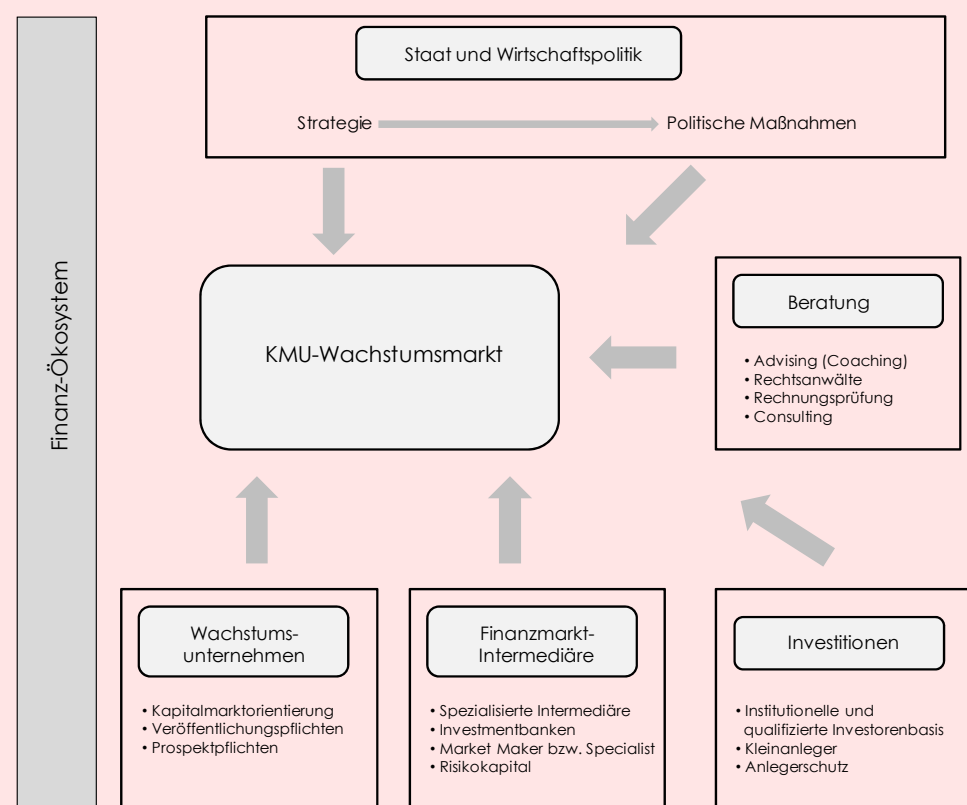 Finanz-Ökosystem
Staat und Wirtschaftspolitik
Strategie
Politische Maßnahmen
KMU-Wachstumsmarkt
Beratung
• Advising (Coaching)
• Rechtsanwälte
• Rechnungsprüfung
• Consulting
Wachstums-
unternehmen
• Kapitalmarktorientierung
• Veröffentlichungspflichten
• Prospektpflichten
Finanzmarkt-
Intermediäre
• Spezialisierte Intermediäre
• Investmentbanken
• Market Maker bzw. Specialist
• Risikokapital
Investitionen
• Institutionelle und
qualifizierte Investorenbasis
• Kleinanleger
• Anlegerschutz